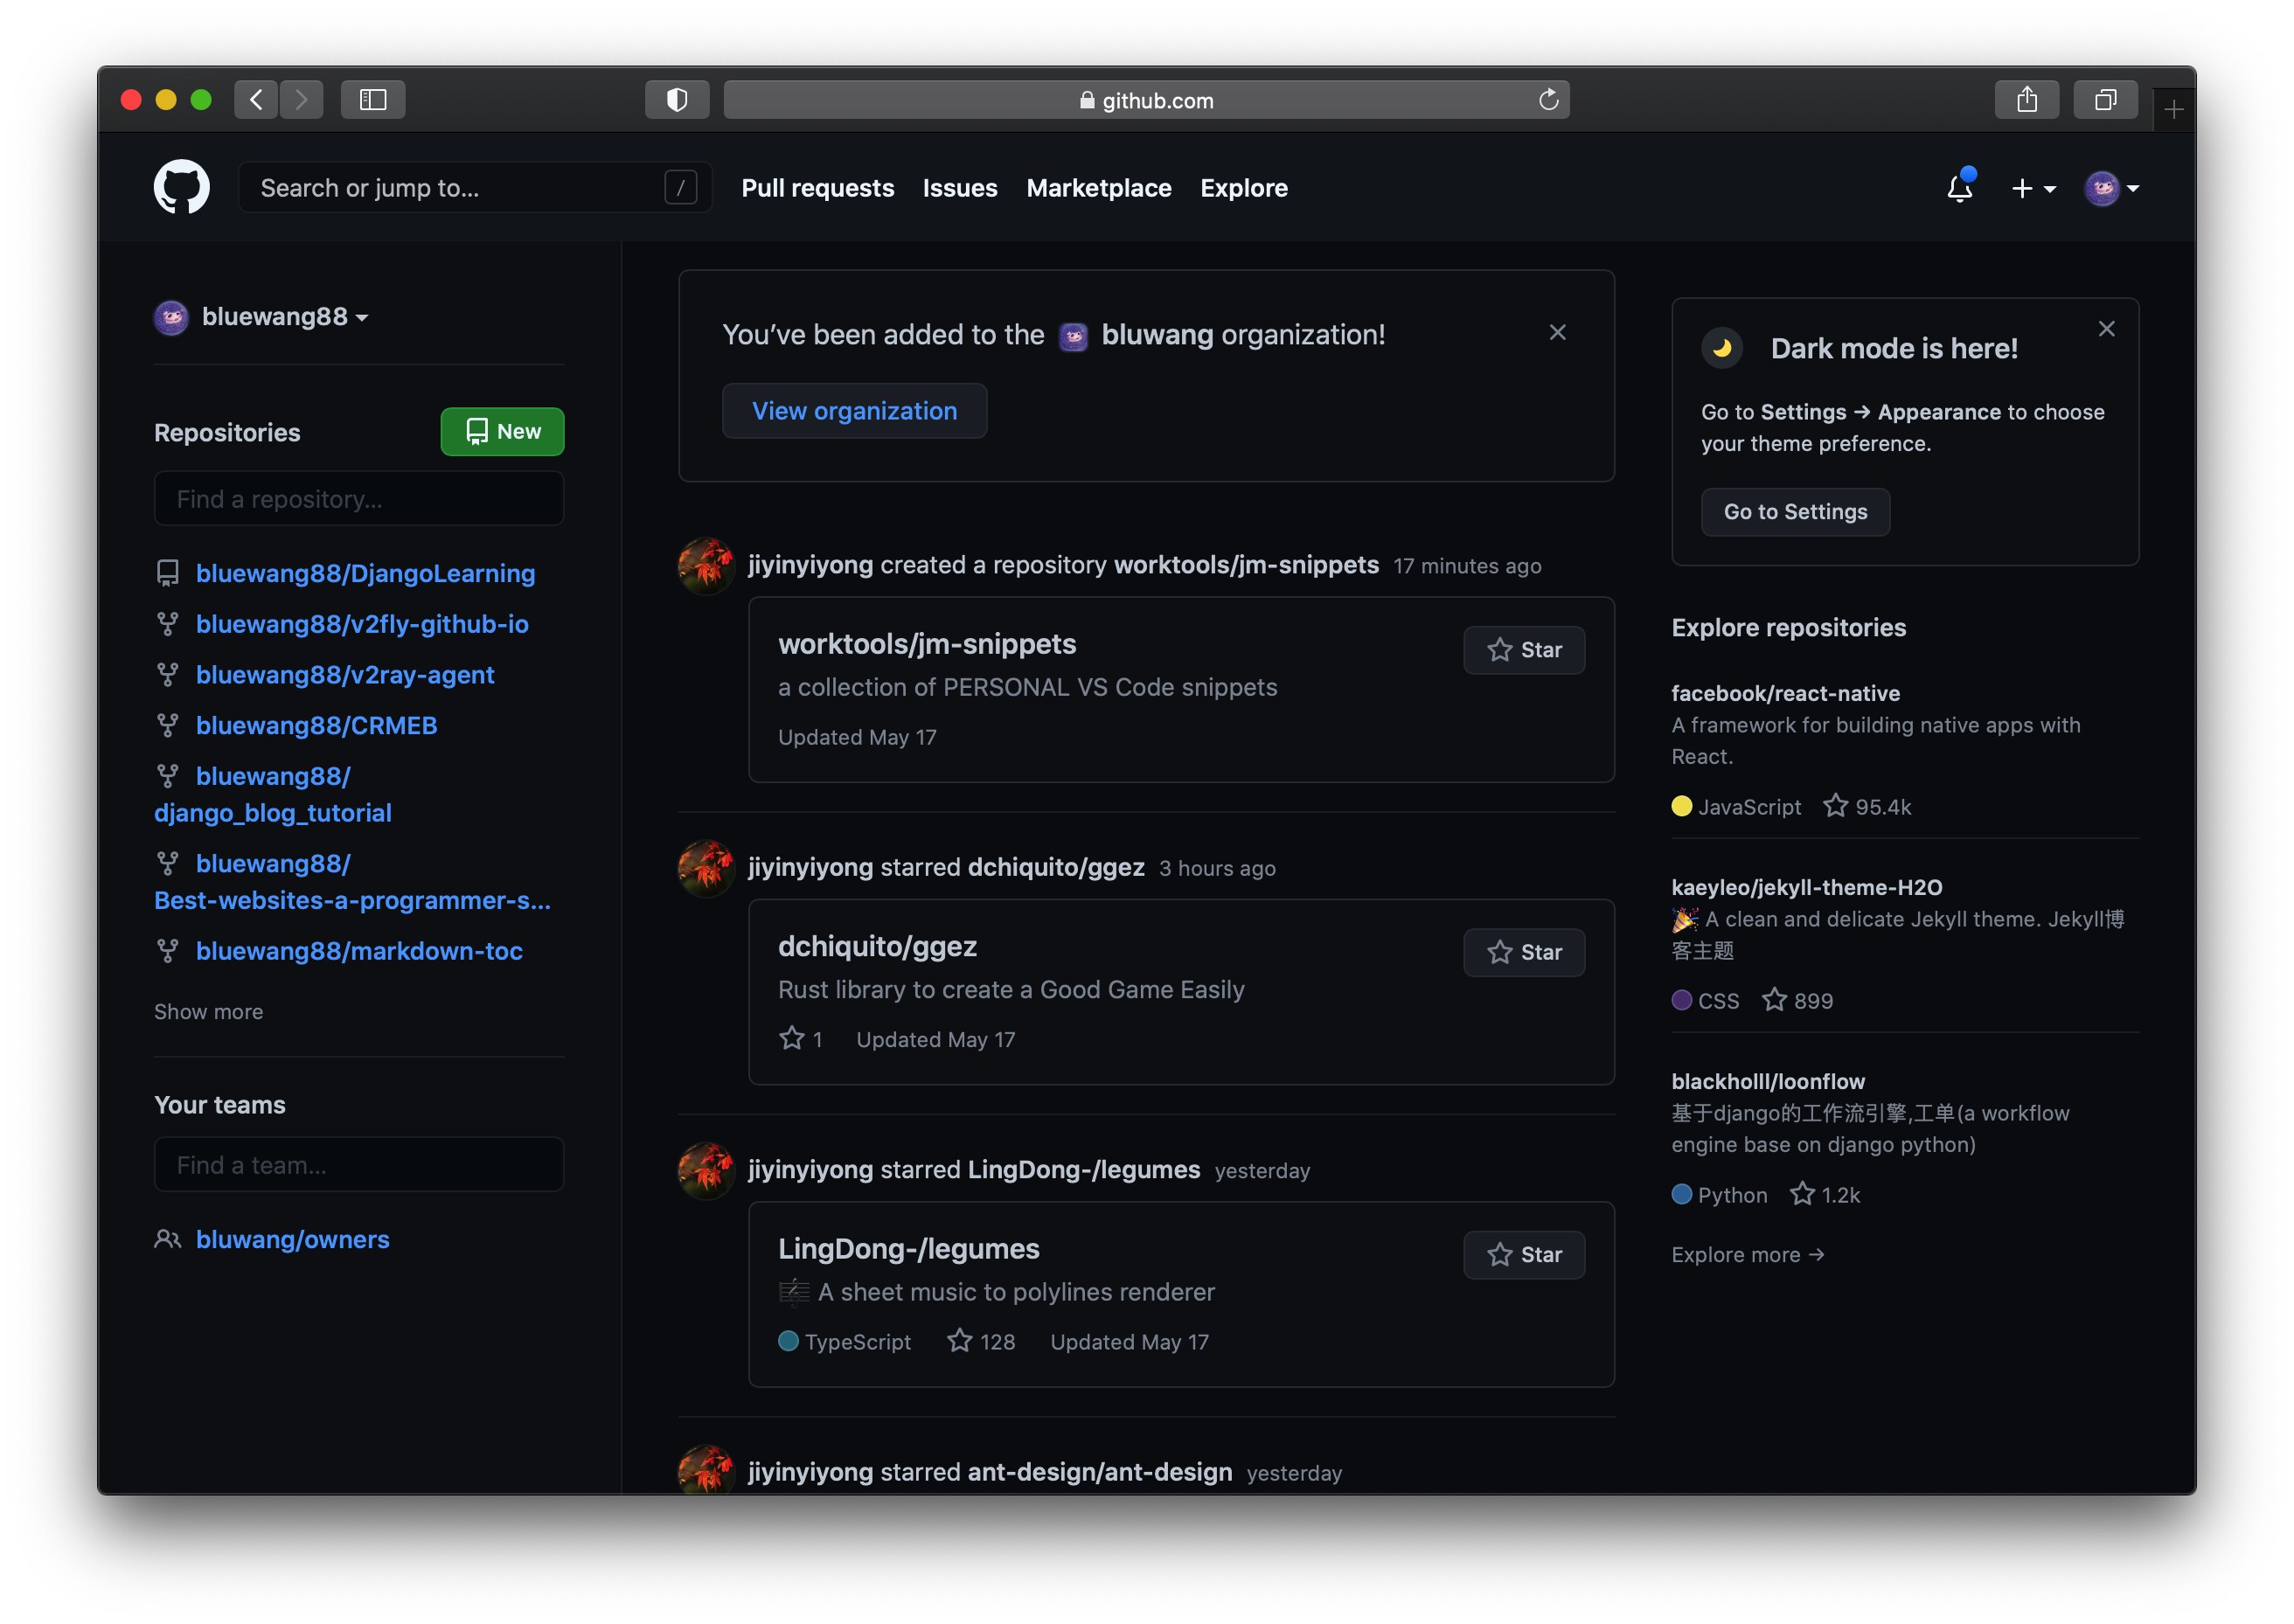 github.com
Search or jump to...
/
Pull requests
Issues
Marketplace
Explore
bluewang88
Repositories
New
Find a repository...
bluewang88/DjangoLearning
bluewang88/v2fly-github-io
bluewang88/v2ray-agent
bluewang88/CRMEB
bluewang88/
django_blog_tutorial
bluewang88/
Best-websites-a-programmer-s...
bluewang88/markdown-toc
Show more
Your teams
Find a team...
bluwang/owners
You’ve been added to the bluwang organization!
View organization
jiyinyiyong created a repository worktools/jm-snippets 17 minutes ago
worktools/jm-snippets
Star
a collection of PERSONAL VS Code snippets
Updated May 17
jiyinyiyong starred dchiquito/ggez 3 hours ago
dchiquito/ggez
Star
Rust library to create a Good Game Easily
1 Updated May 17
jiyinyiyong starred LingDong-/legumes yesterday
LingDong-/legumes
Star
🎼 A sheet music to polylines renderer
TypeScript 128 Updated May 17
jiyinyiyong starred ant-design/ant-design yesterday
Dark mode is here!
Go to Settings → Appearance to choose
your theme preference.
Go to Settings
Explore repositories
facebook/react-native
A framework for building native apps with
React.
JavaScript 95.4k
kaeyleo/jekyll-theme-H2O
🎉 A clean and delicate Jekyll theme. Jekyll博
客主题
CSS 899
blackholll/loonflow
基于django的工作流引擎,工单(a workflow
engine base on django python)
Python 1.2k
Explore more →